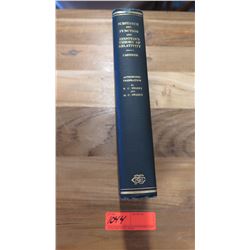 SUBSTANCE
AND
FUNCTION
AND
EINSTEIN'S
THEORY OF
RELATIVITY
CASSIRER
AUTHORIZED
TRANSLATION
BY
W. C. SWABEY
AND
M. C. SWABEY
1044